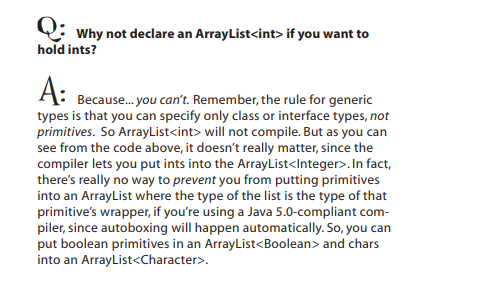 Q: Why not declare an ArrayList<int> if you want to
hold ints?
A: Because... you can't. Remember, the rule for generic
types is that you can specify only class or interface types, not
primitives. So ArrayList<int> will not compile. But as you can
see from the code above, it doesn't really matter, since the
compiler lets you put ints into the ArrayList<Integer>. In fact,
there's really no way to prevent you from putting primitives
into an ArrayList where the type of the list is the type of that
primitive's wrapper, if you're using a Java 5.0-compliant com-
piler, since autoboxing will happen automatically. So, you can
put boolean primitives in an ArrayList<Boolean> and chars
into an ArrayList<Character>.